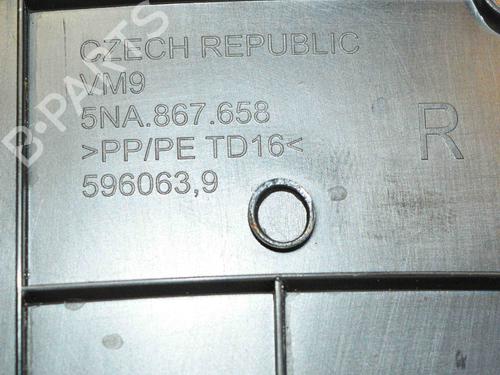 CZECH REPUBLIC
VM9
5NA.867.658
>PP/PE TD16<
R
596063,9
B-PARTS